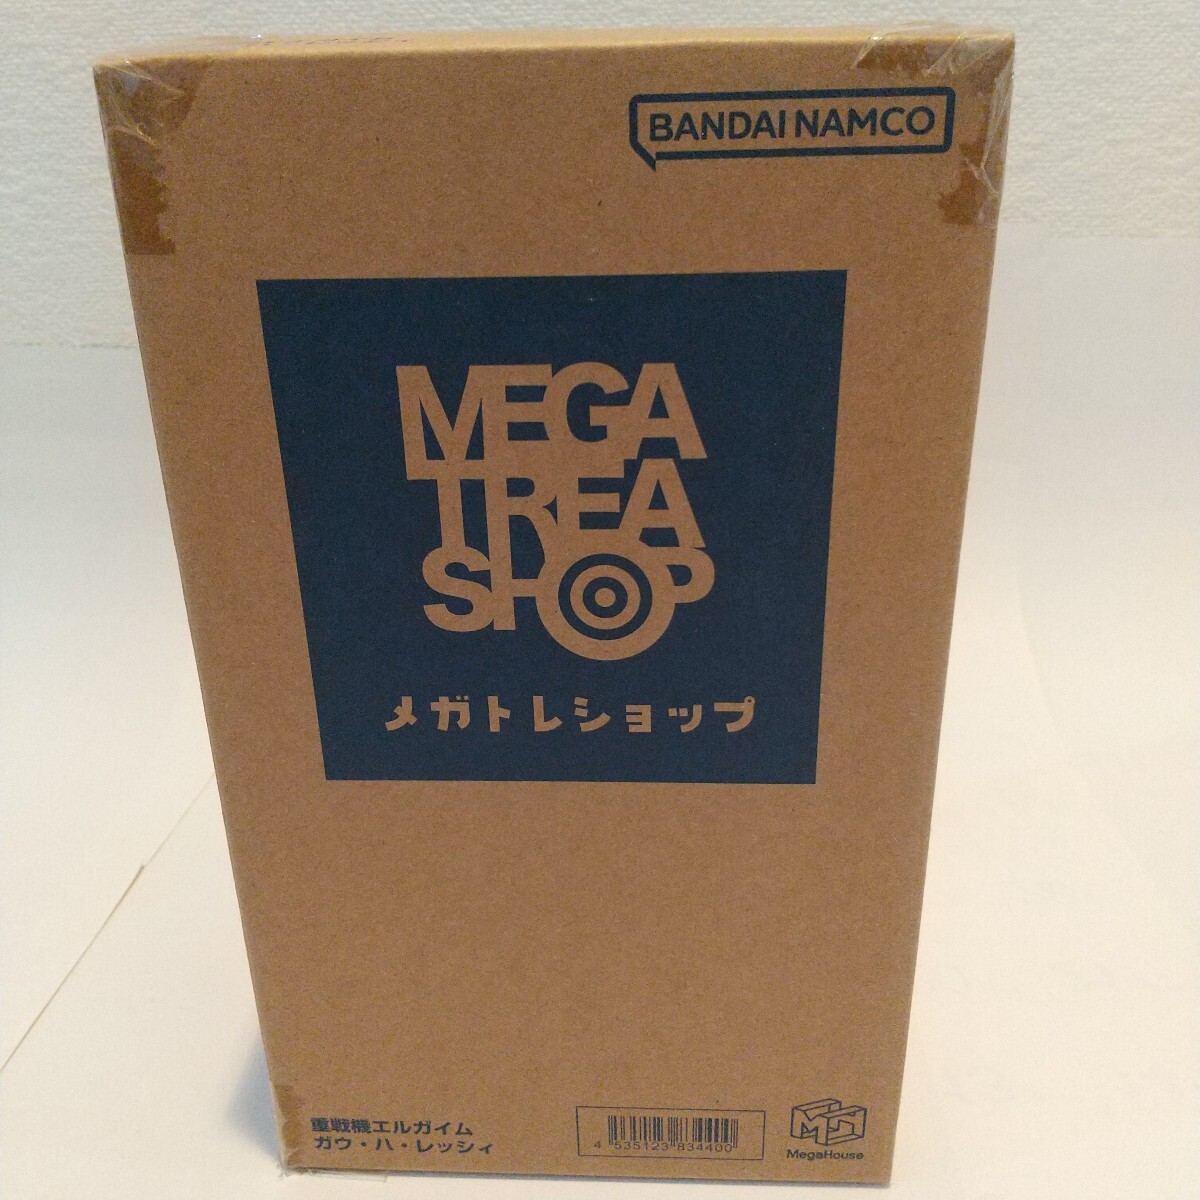 BANDAI NAMCO
MEGA
TREA
SHOP
メガトレショップ
重戦機エルガイム
ガウ・ハ・レッシィ
4 535123 834400
MegaHouse